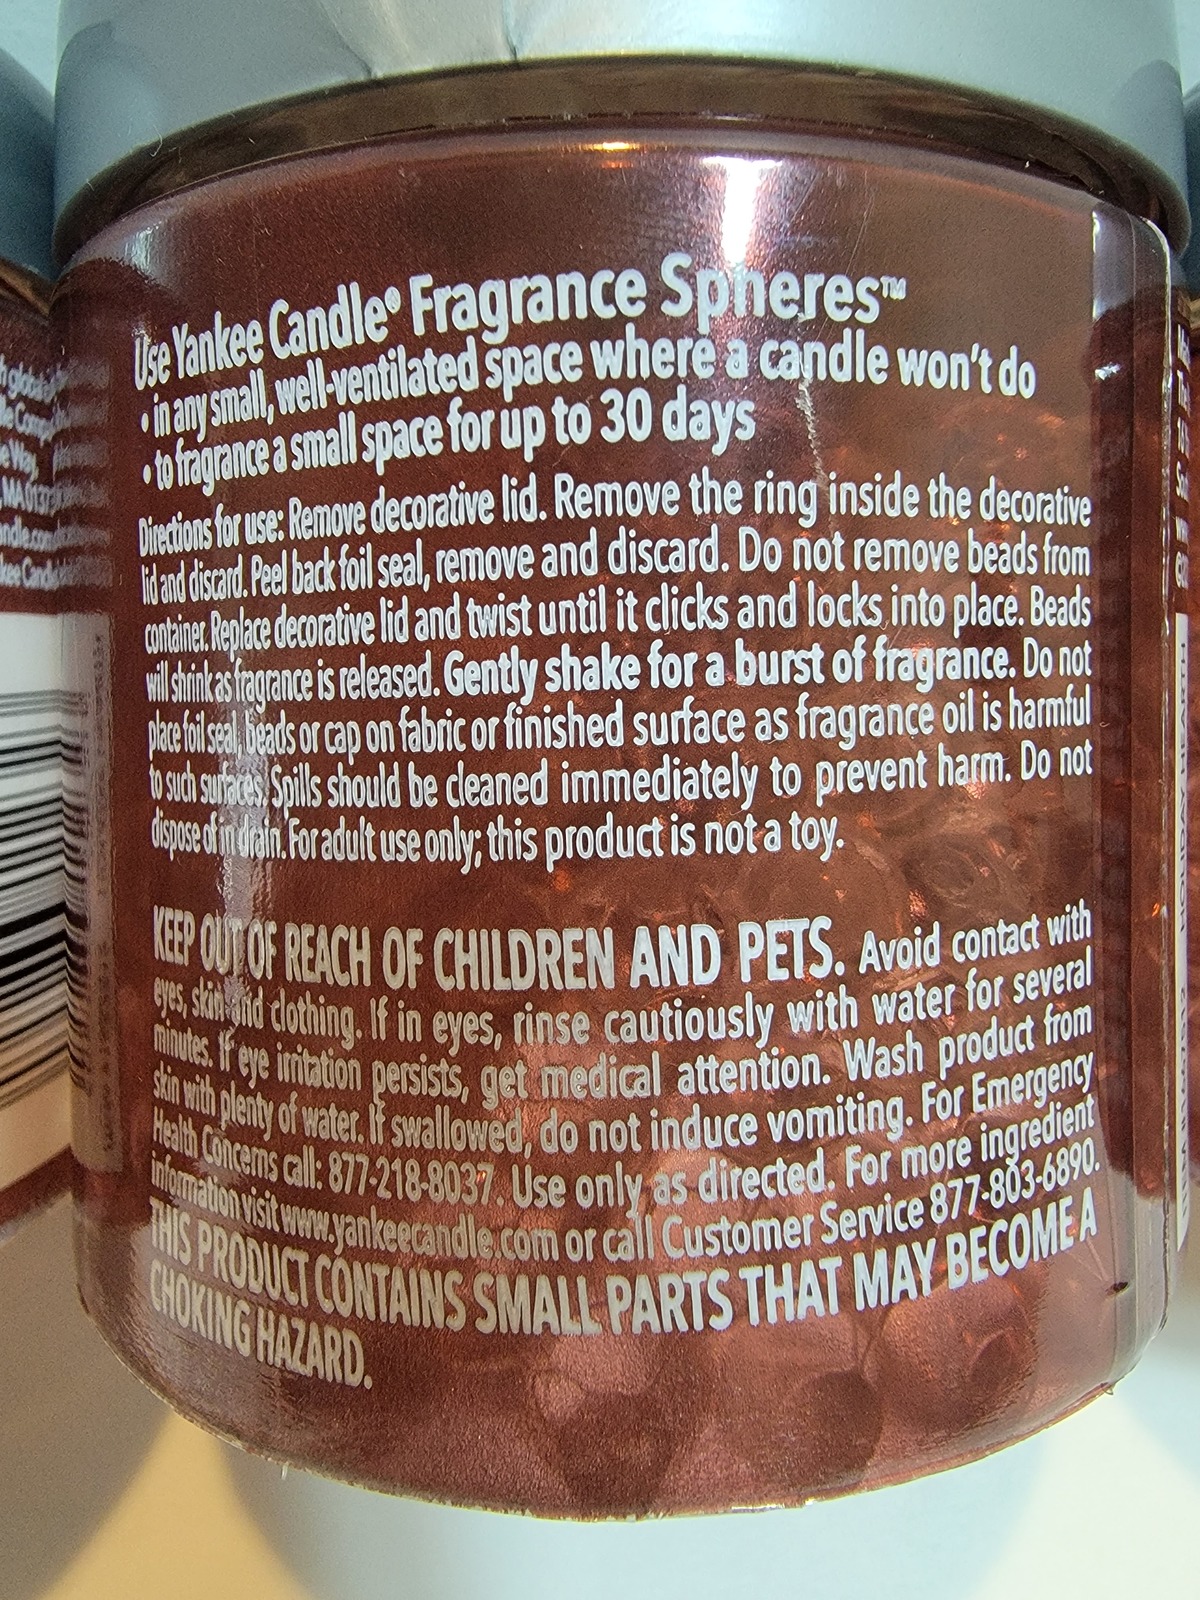 Use Yankee Candle® Fragrance Spheres™
• in any small, well-ventilated space where a candle won't do
• to fragrance a small space for up to 30 days
Directions for use: Remove decorative lid. Remove the ring inside the decorative
lid and discard. Peel back foil seal, remove and discard. Do not remove beads from
container. Replace decorative lid and twist until it clicks and locks into place. Beads
will shrink as fragrance is released. Gently shake for a burst of fragrance. Do not
place foil seal, beads or cap on fabric or finished surface as fragrance oil is harmful
to such surfaces. Spills should be cleaned immediately to prevent harm. Do not
dispose of in drain. For adult use only; this product is not a toy.
KEEP OUT OF REACH OF CHILDREN AND PETS. Avoid contact with
eyes, skin and clothing. If in eyes, rinse cautiously with water for several
minutes. If eye irritation persists, get medical attention. Wash product from
skin with plenty of water. If swallowed, do not induce vomiting. For Emergency
Health Concerns call: 877-218-8037. Use only as directed. For more ingredient
information visit www.yankeecandle.com or call Customer Service 877-803-6890.
THIS PRODUCT CONTAINS SMALL PARTS THAT MAY BECOME A
CHOKING HAZARD.